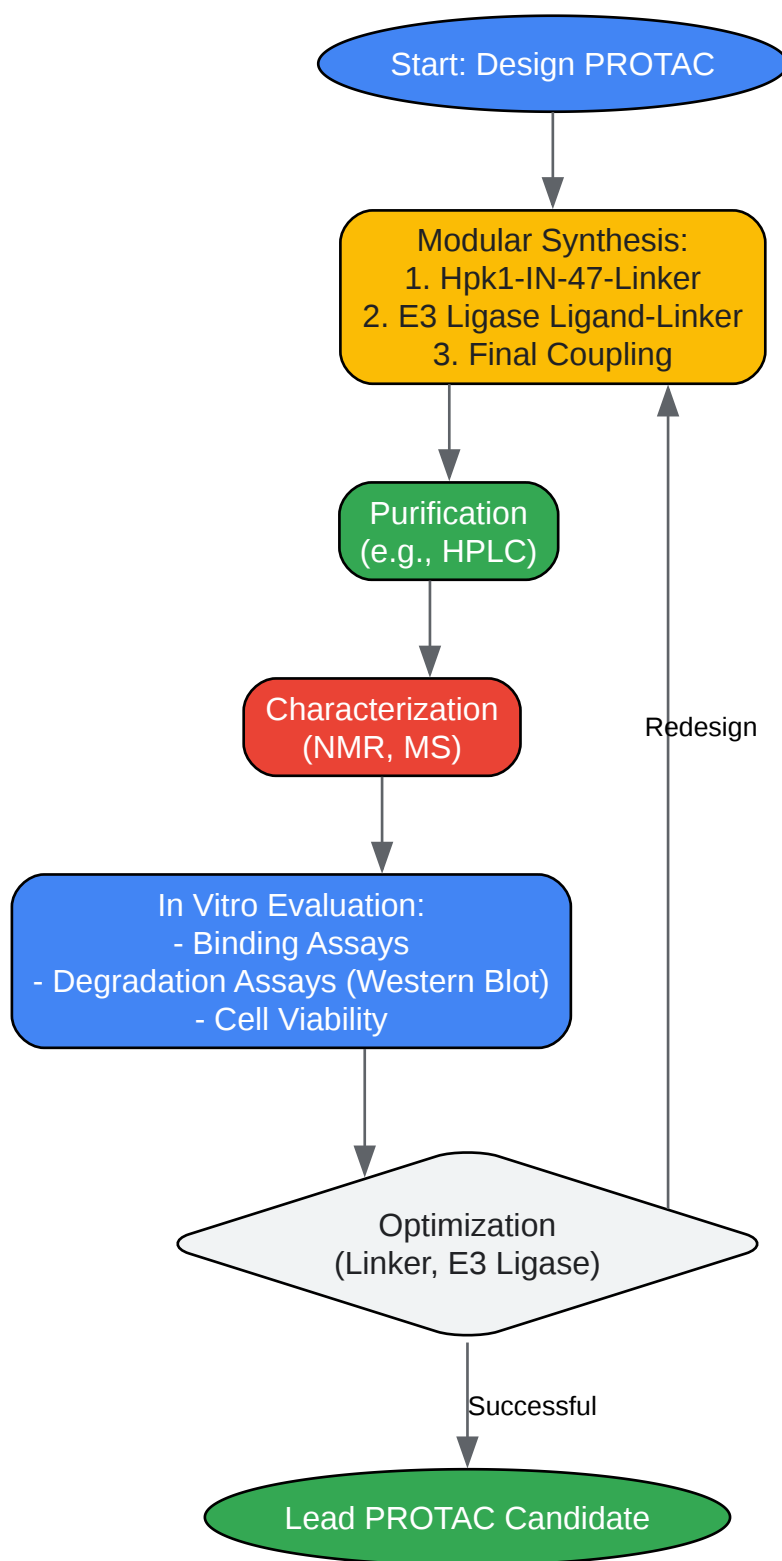 Start: Design PROTAC
Modular Synthesis:
1. Hpk1-IN-47-Linker
2. E3 Ligase Ligand-Linker
3. Final Coupling
Purification
(e.g., HPLC)
Characterization
(NMR, MS)
Redesign
In Vitro Evaluation:
- Binding Assays
- Degradation Assays (Western Blot)
- Cell Viability
Optimization
(Linker, E3 Ligase)
Successful
Lead PROTAC Candidate